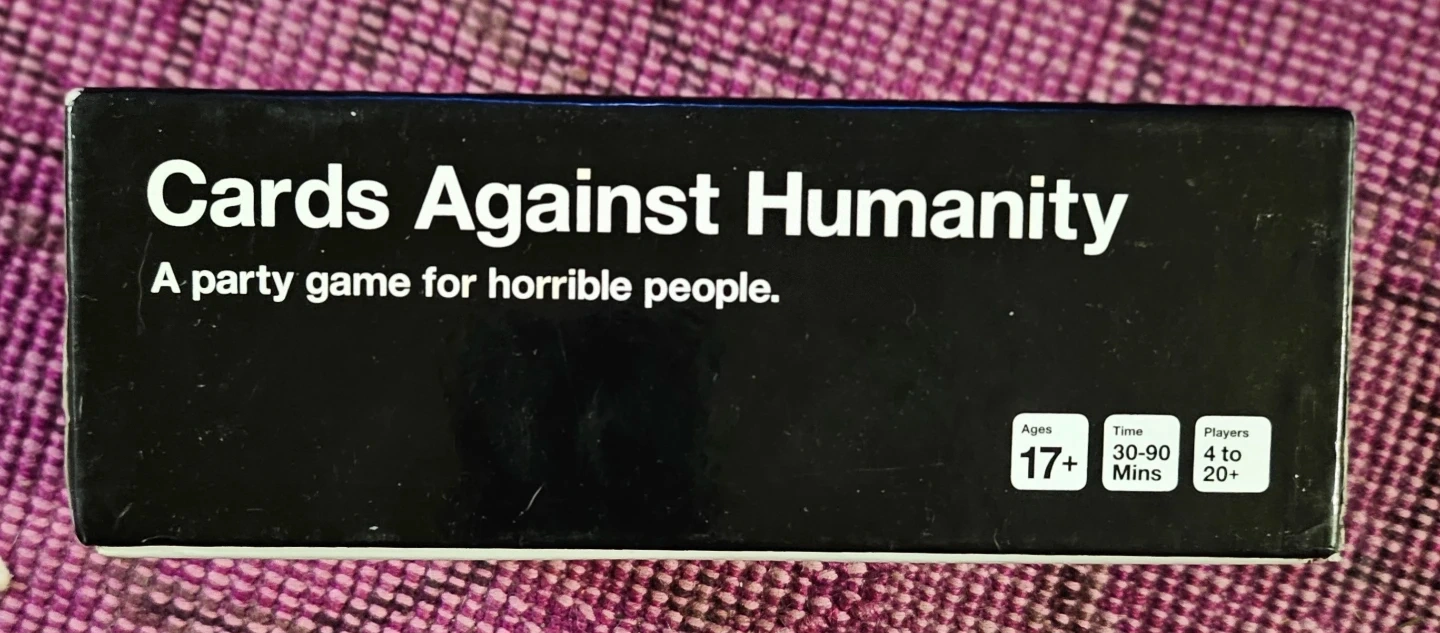 Cards Against Humanity
A party game for horrible people.
Ages
17+
Time
30-90
Mins
Players
4 to
20+